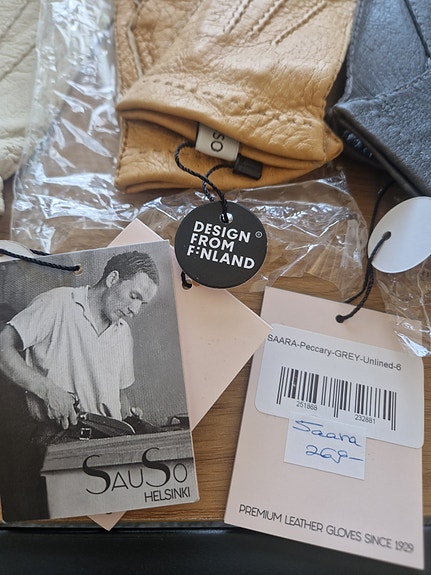 SO
DESIGN
FROM
FINLAND
SAUSO
HELSINKI
SAARA-Peccary-GREY-Unlined-6
251868
232881
Saara
269-
PREMIUM LEATHER GLOVES SINCE 1929